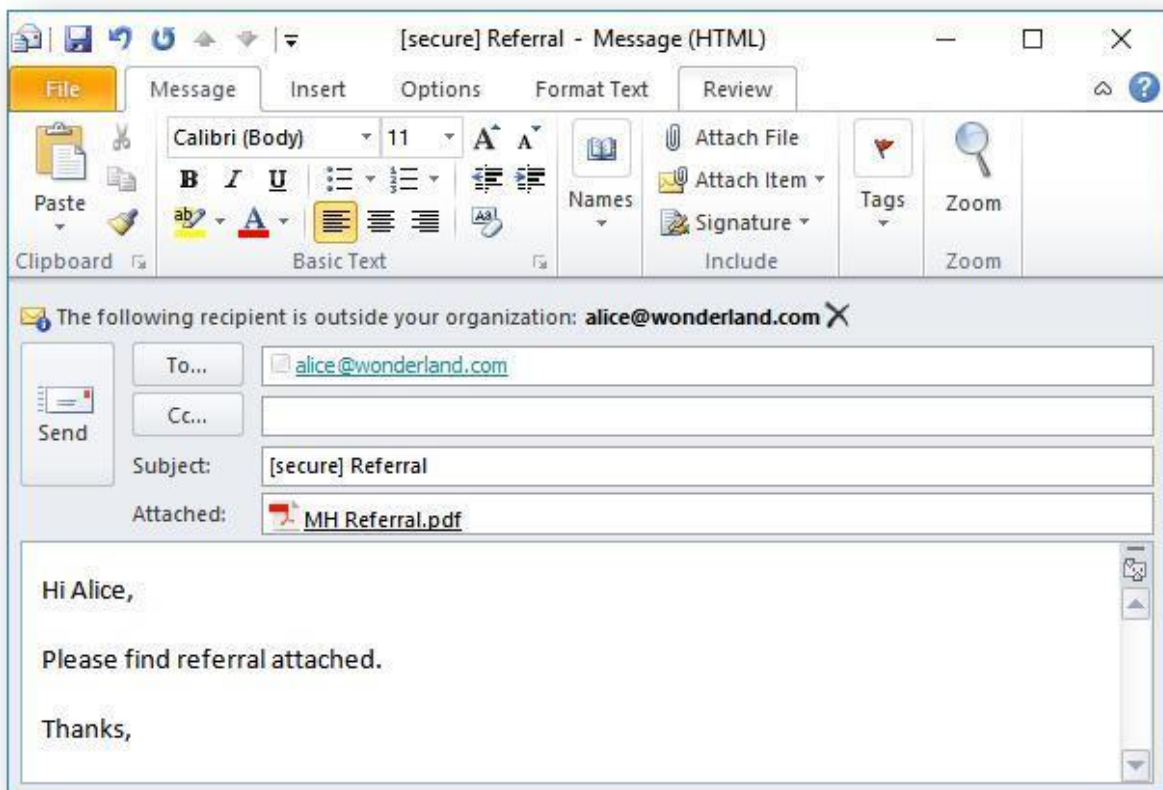 [secure] Referral - Message (HTML)
File Message Insert Options Format Text Review
Calibri (Body) 11 A A
Attach File
B I U
Attach Item
Paste Names Tags Zoom
ab A Aa
Signature
Clipboard Basic Text Include Zoom
The following recipient is outside your organization: alice@wonderland.com
To... alice@wonderland.com
Send
Cc...
Subject: [secure] Referral
Attached: MH Referral.pdf
Hi Alice,
Please find referral attached.
Thanks,